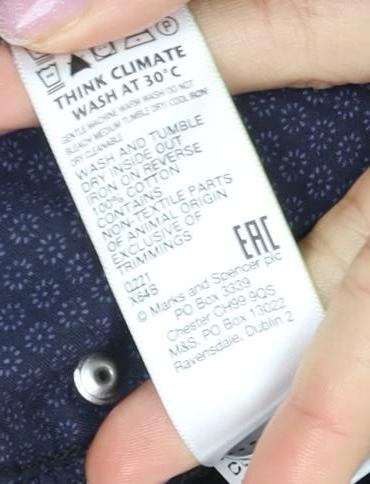 THINK CLIMATE
WASH AT 30°C
GENTLE MACHINE WARM WASH DO NOT
BLEACH MEDIUM TUMBLE DRY COOL IRON
DRY CLEANABLE
WASH AND TUMBLE
DRY INSIDE OUT
IRON ON REVERSE
100% COTTON
CONTAINS
NON-TEXTILE PARTS
OF ANIMAL ORIGIN
EXCLUSIVE OF
TRIMMINGS
EAC
0221
X64B
© Marks and Spencer plc
PO Box 3339
Chester CH99 9QS
M&S, PO Box 13022
Ravensdale, Dublin 2